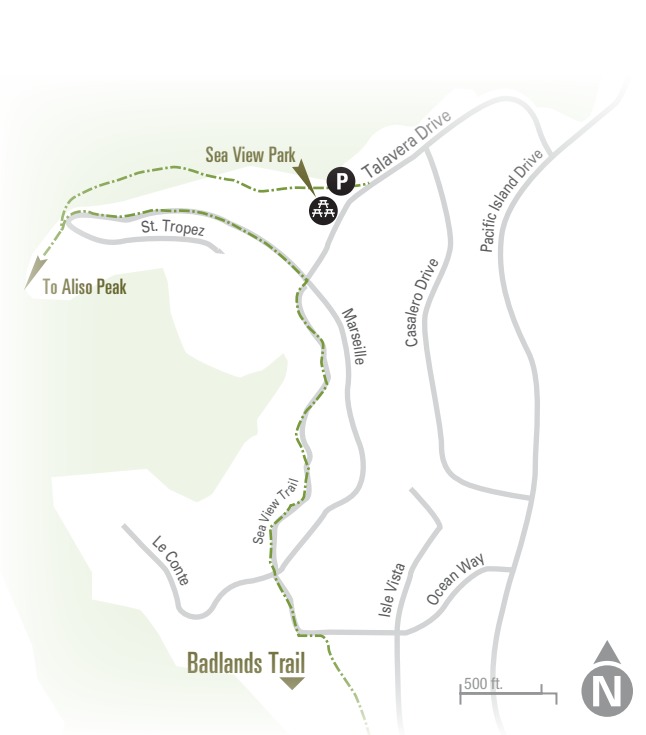 Sea View Park
P
Talavera Drive
Pacific Island Drive
St. Tropez
To Aliso Peak
Marseille
Casalero Drive
Sea View Trail
Le Conte
Isle Vista
Ocean Way
Badlands Trail
500 ft.
N